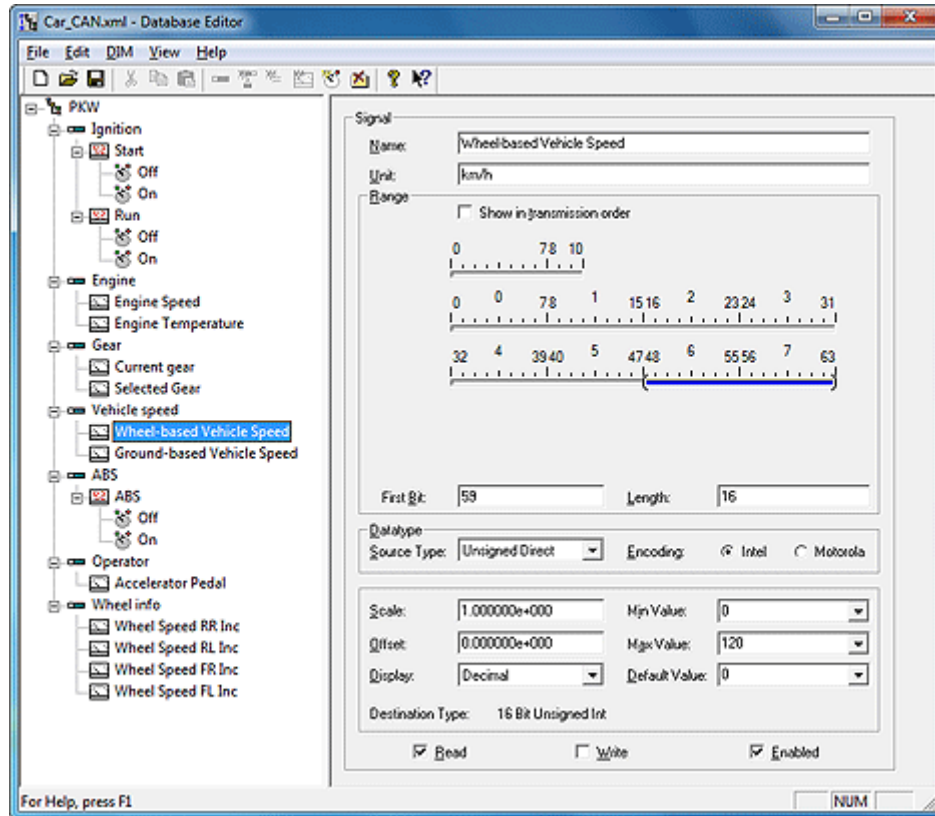 Car_CAN.xml - Database Editor
File Edit DIM View Help
PKW
Ignition
Start
Off
On
Run
Off
On
Engine
Engine Speed
Engine Temperature
Gear
Current gear
Selected Gear
Vehicle speed
Wheel-based Vehicle Speed
Ground-based Vehicle Speed
ABS
ABS
Off
On
Operator
Accelerator Pedal
Wheel info
Wheel Speed RR Inc
Wheel Speed RL Inc
Wheel Speed FR Inc
Wheel Speed FL Inc
Signal
Name: Wheel-based Vehicle Speed
Unit: km/h
Range
Show in transmission order
0 7 8 10
0 0 7 8 1 15 16 2 23 24 3 31
32 4 39 40 5 47 48 6 55 56 7 63
First Bit: 59 Length: 16
Datatype
Source Type: Unsigned Direct Encoding: Intel Motorola
Scale: 1.000000e+000 Min Value: 0
Offset: 0.000000e+000 Max Value: 120
Display: Decimal Default Value: 0
Destination Type: 16 Bit Unsigned Int
Read Write Enabled
For Help, press F1 NUM